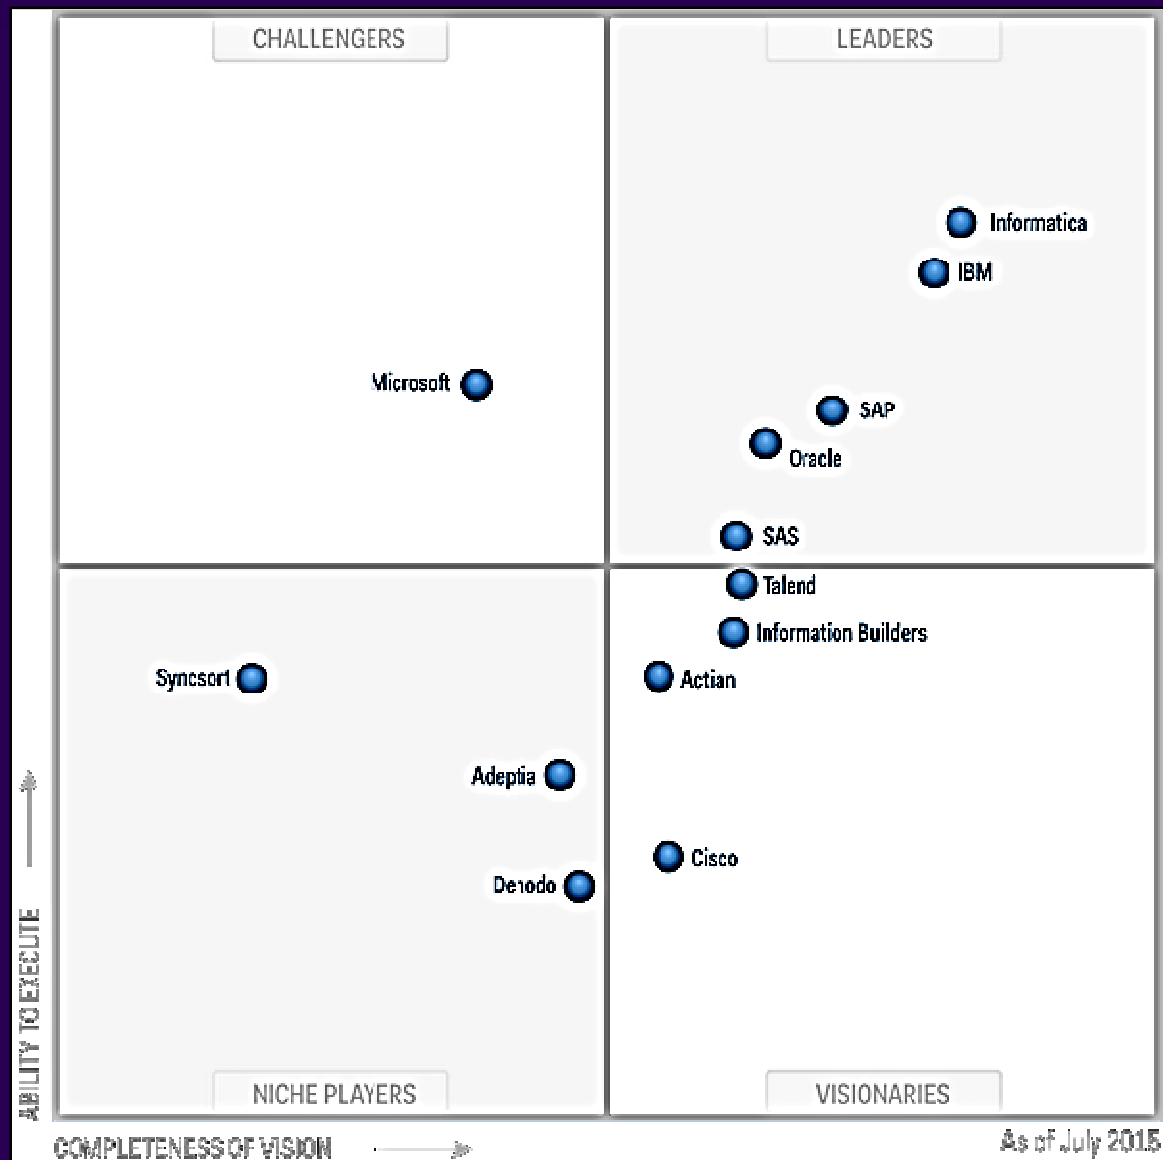 CHALLENGERS
LEADERS
Informatica
IBM
Microsoft
SAP
Oracle
SAS
Talend
Information Builders
Syncsort
Actian
Adeptia
Cisco
Denodo
ABILITY TO EXECUTE
NICHE PLAYERS
VISIONARIES
COMPLETENESS OF VISION
As of July 2015